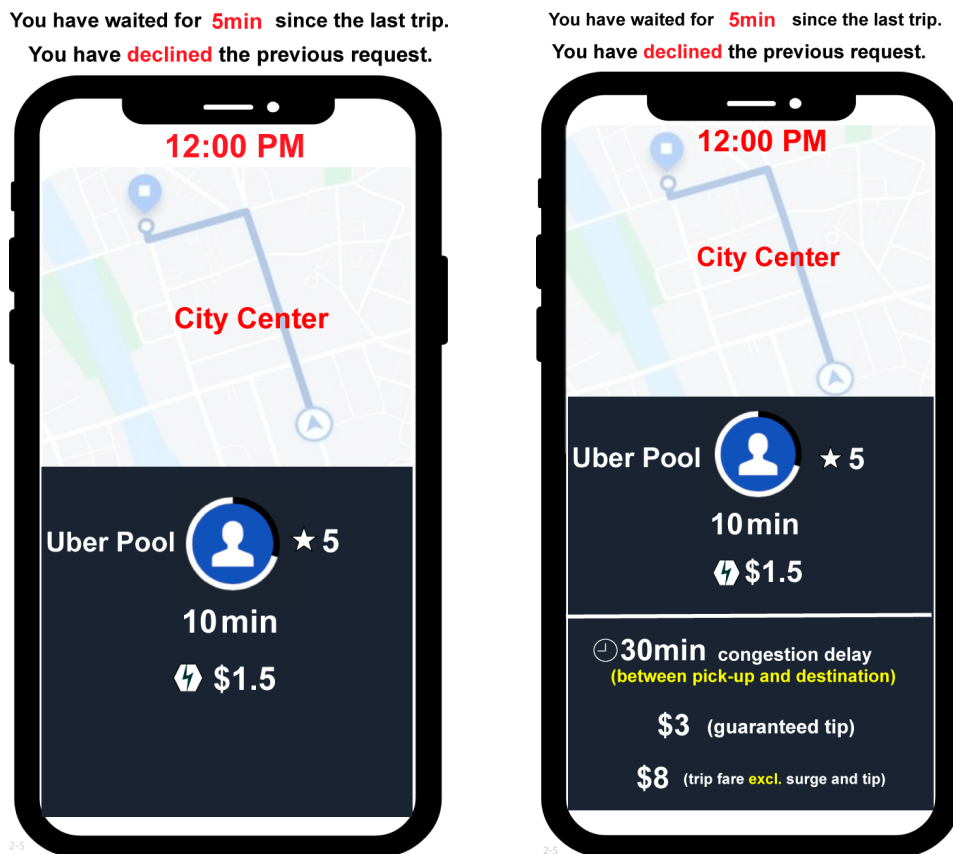 You have waited for 5min since the last trip.
You have declined the previous request.
12:00 PM
City Center
Uber Pool ★ 5
10 min
$1.5
2-5
You have waited for 5min since the last trip.
You have declined the previous request.
12:00 PM
City Center
Uber Pool ★ 5
10 min
$1.5
30min congestion delay
(between pick-up and destination)
$3 (guaranteed tip)
$8 (trip fare excl. surge and tip)
2-5